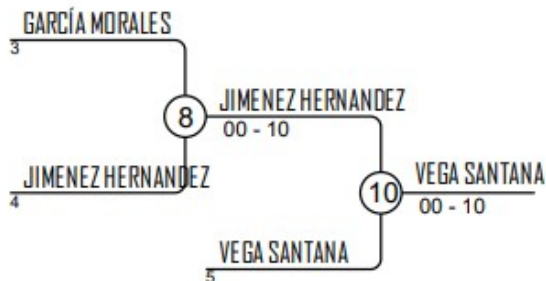 GARCÍA MORALES
3
8
JIMENEZ HERNANDEZ
00 - 10
JIMENEZ HERNANDEZ
4
10
VEGA SANTANA
00 - 10
VEGA SANTANA
5